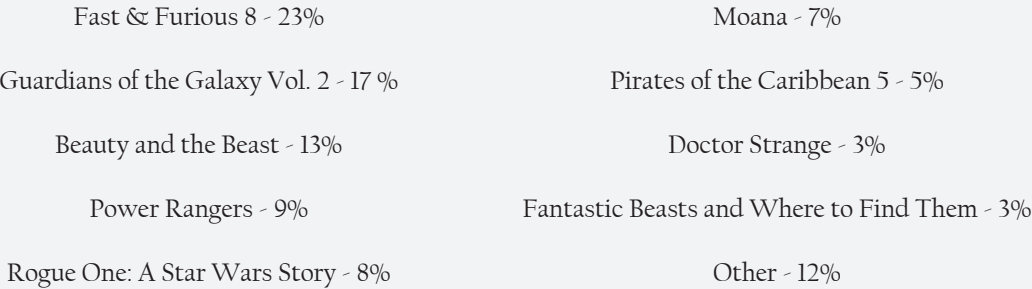 Fast & Furious 8 - 23%
Guardians of the Galaxy Vol. 2 - 17 %
Beauty and the Beast - 13%
Power Rangers - 9%
Rogue One: A Star Wars Story - 8%
Moana - 7%
Pirates of the Caribbean 5 - 5%
Doctor Strange - 3%
Fantastic Beasts and Where to Find Them - 3%
Other - 12%